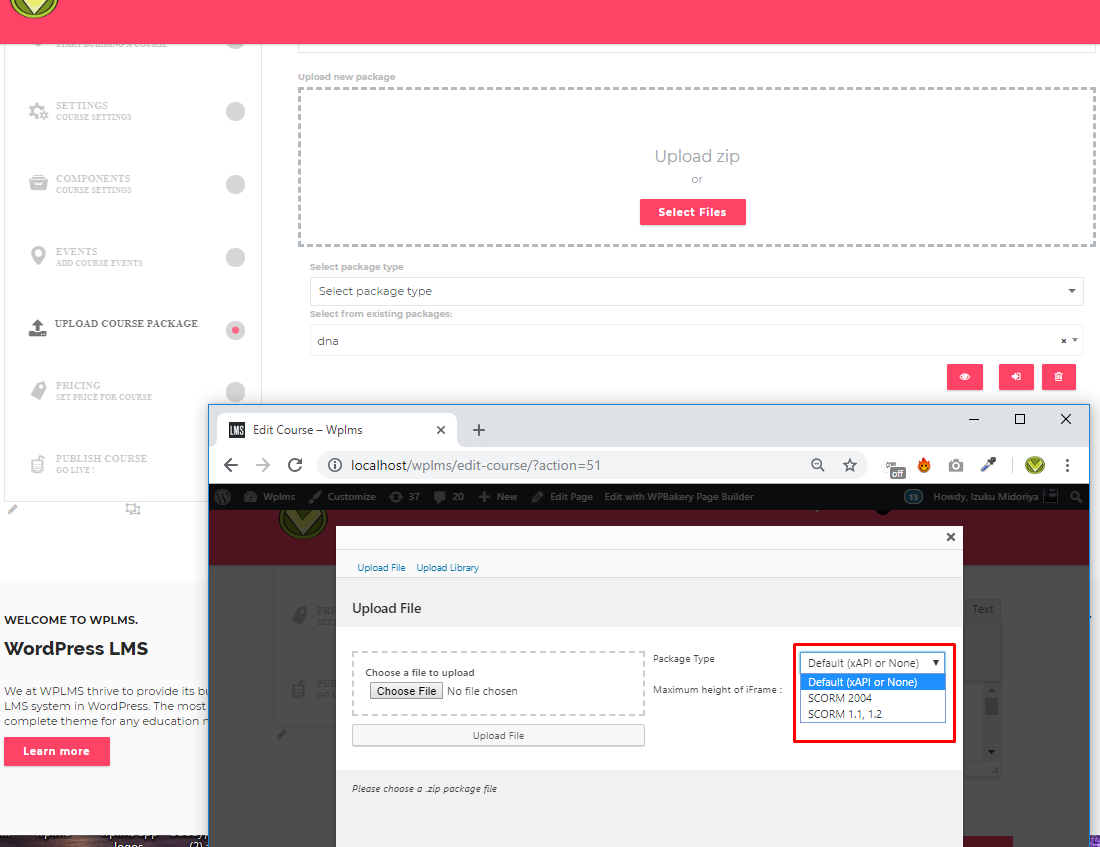 START BUILDING A COURSE
SETTINGS
COURSE SETTINGS
COMPONENTS
COURSE SETTINGS
EVENTS
ADD COURSE EVENTS
UPLOAD COURSE PACKAGE
PRICING
SET PRICE FOR COURSE
PUBLISH COURSE
GO LIVE !
Upload new package
Upload zip
or
Select Files
Select package type
Select package type
Select from existing packages:
dna
× 
WELCOME TO WPLMS.
WordPress LMS
We at WPLMS thrive to provide its
LMS system in WordPress. The most
complete theme for any education
Learn more
LMS
Edit Course – Wplms
localhost/wplms/edit-course/?action=51
off
Wplms
Customize
37
20
New
Edit Page
Edit with WPBakery Page Builder
13
Howdy, Izuku Midoriya
Text
Upload File
Upload Library
Upload File
Choose a file to upload
Choose File No file chosen
Upload File
Package Type
Maximum height of iFrame :
Default (xAPI or None)
Default (xAPI or None)
SCORM 2004
SCORM 1.1, 1.2
Please choose a .zip package file